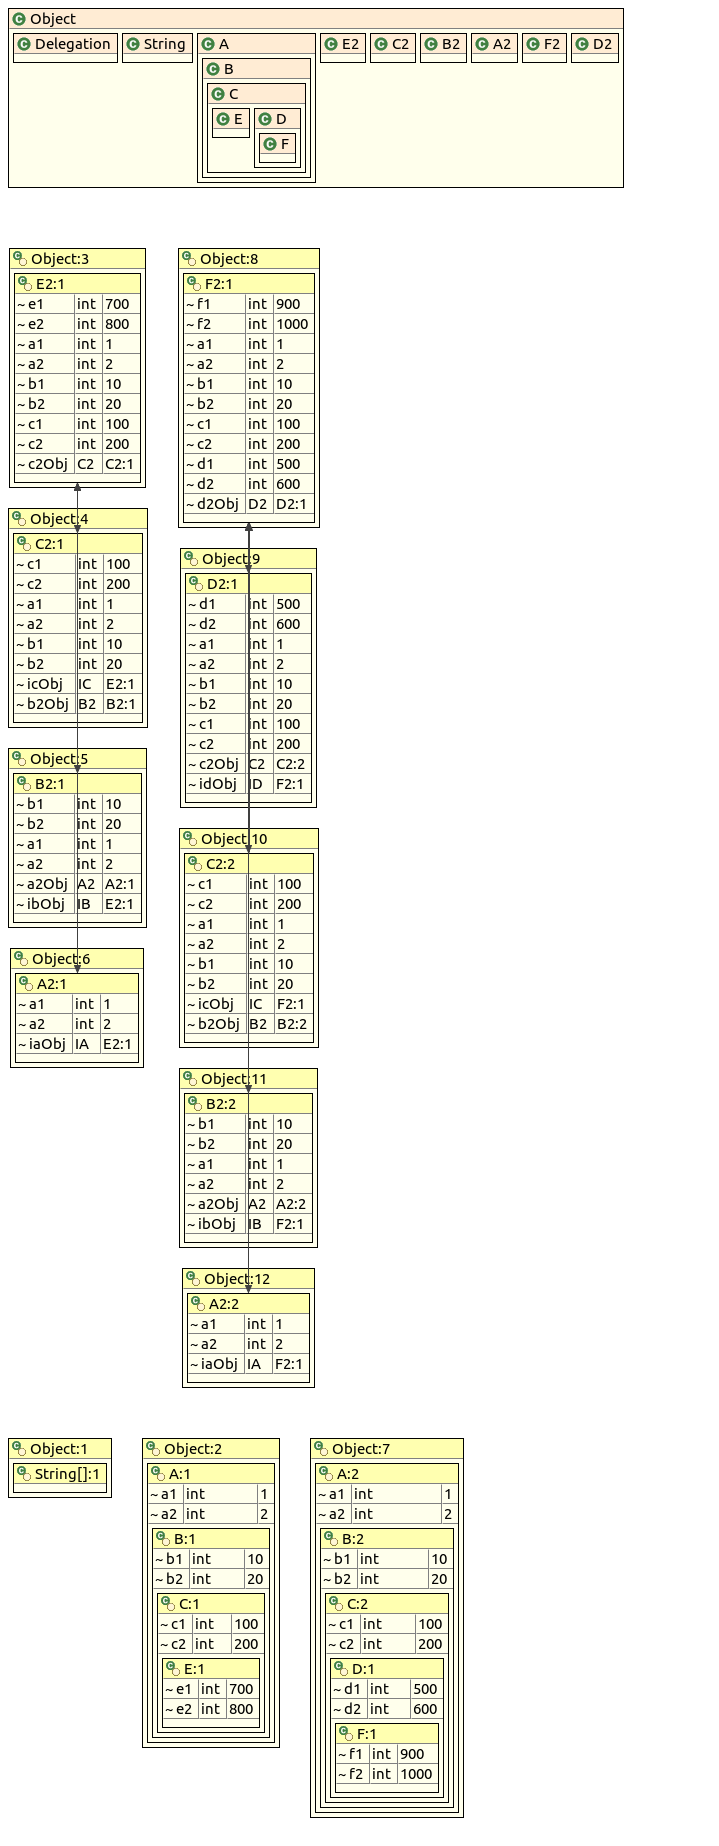 C Object
C Delegation C String C A C E2 C C2 C B2 C A2 C F2 C D2
C B
C C
C E C D
C F
C Object:3
C E2:1
~ e1 int 700
~ e2 int 800
~ a1 int 1
~ a2 int 2
~ b1 int 10
~ b2 int 20
~ c1 int 100
~ c2 int 200
~ c2Obj C2 C2:1
C Object:4
C C2:1
~ c1 int 100
~ c2 int 200
~ a1 int 1
~ a2 int 2
~ b1 int 10
~ b2 int 20
~ icObj IC E2:1
~ b2Obj B2 B2:1
C Object:5
C B2:1
~ b1 int 10
~ b2 int 20
~ a1 int 1
~ a2 int 2
~ a2Obj A2 A2:1
~ ibObj IB E2:1
C Object:6
C A2:1
~ a1 int 1
~ a2 int 2
~ iaObj IA E2:1
C Object:8
C F2:1
~ f1 int 900
~ f2 int 1000
~ a1 int 1
~ a2 int 2
~ b1 int 10
~ b2 int 20
~ c1 int 100
~ c2 int 200
~ d1 int 500
~ d2 int 600
~ d2Obj D2 D2:1
C Object:9
C D2:1
~ d1 int 500
~ d2 int 600
~ a1 int 1
~ a2 int 2
~ b1 int 10
~ b2 int 20
~ c1 int 100
~ c2 int 200
~ c2Obj C2 C2:2
~ idObj ID F2:1
C Object:10
C C2:2
~ c1 int 100
~ c2 int 200
~ a1 int 1
~ a2 int 2
~ b1 int 10
~ b2 int 20
~ icObj IC F2:1
~ b2Obj B2 B2:2
C Object:11
C B2:2
~ b1 int 10
~ b2 int 20
~ a1 int 1
~ a2 int 2
~ a2Obj A2 A2:2
~ ibObj IB F2:1
C Object:12
C A2:2
~ a1 int 1
~ a2 int 2
~ iaObj IA F2:1
C Object:1
C String[]:1
C Object:2
C A:1
~ a1 int 1
~ a2 int 2
C B:1
~ b1 int 10
~ b2 int 20
C C:1
~ c1 int 100
~ c2 int 200
C E:1
~ e1 int 700
~ e2 int 800
C Object:7
C A:2
~ a1 int 1
~ a2 int 2
C B:2
~ b1 int 10
~ b2 int 20
C C:2
~ c1 int 100
~ c2 int 200
C D:1
~ d1 int 500
~ d2 int 600
C F:1
~ f1 int 900
~ f2 int 1000